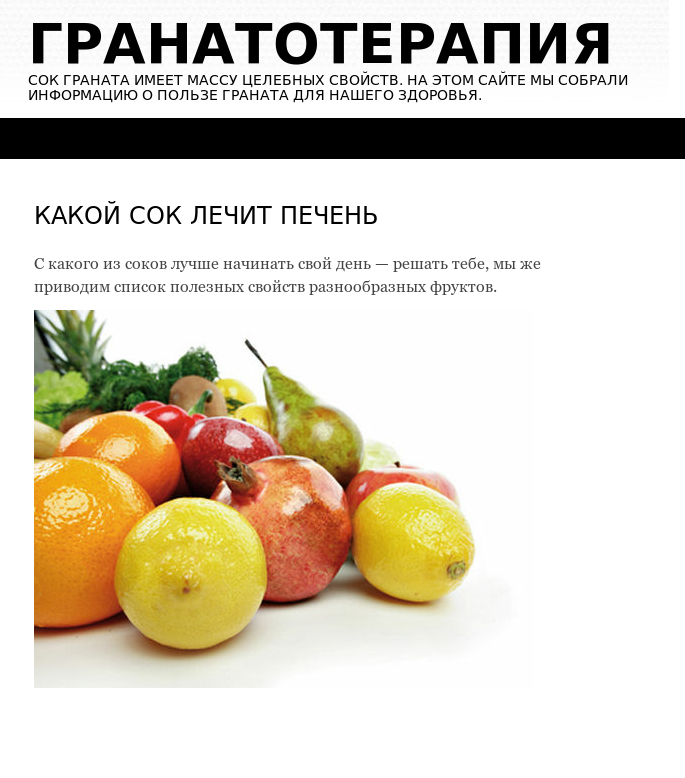 ГРАНАТОТЕРАПИЯ
СОК ГРАНАТА ИМЕЕТ МАССУ ЦЕЛЕБНЫХ СВОЙСТВ. НА ЭТОМ САЙТЕ МЫ СОБРАЛИ
ИНФОРМАЦИЮ О ПОЛЬЗЕ ГРАНАТА ДЛЯ НАШЕГО ЗДОРОВЬЯ.
КАКОЙ СОК ЛЕЧИТ ПЕЧЕНЬ
С какого из соков лучше начинать свой день — решать тебе, мы же
приводим список полезных свойств разнообразных фруктов.